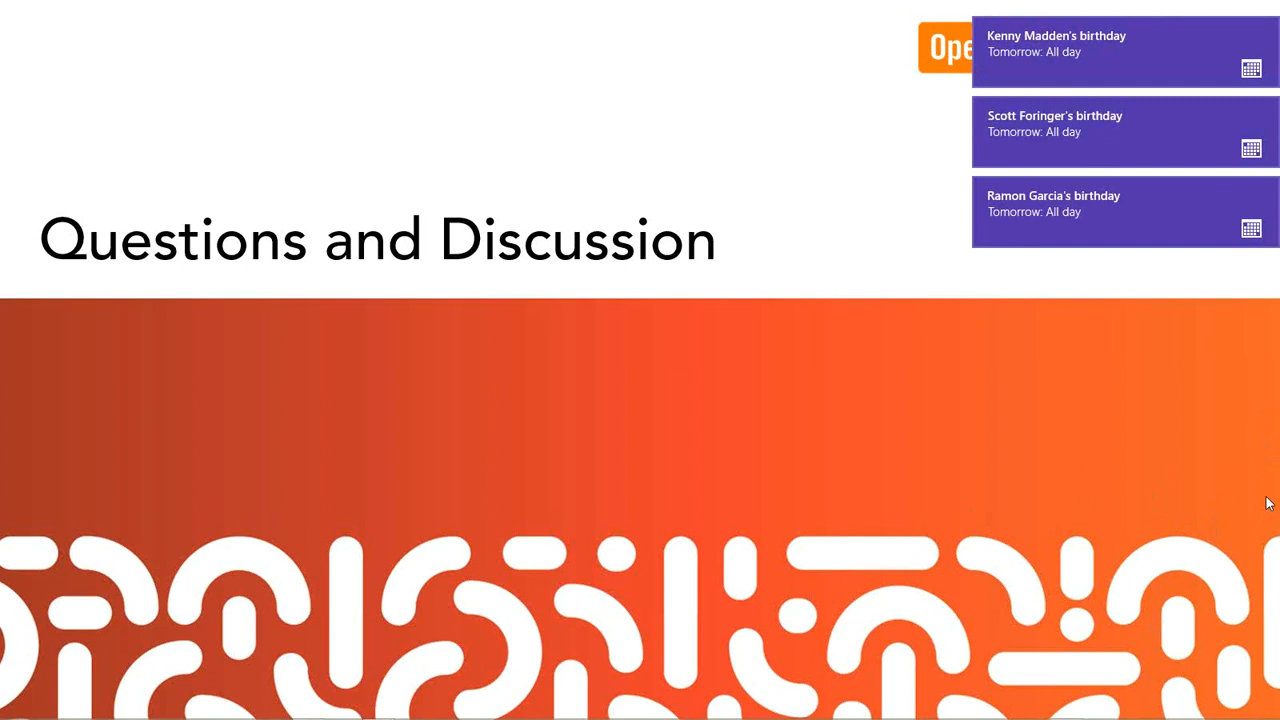 Ope
Kenny Madden's birthday
Tomorrow: All day
Scott Foringer's birthday
Tomorrow: All day
Ramon Garcia's birthday
Tomorrow: All day
Questions and Discussion